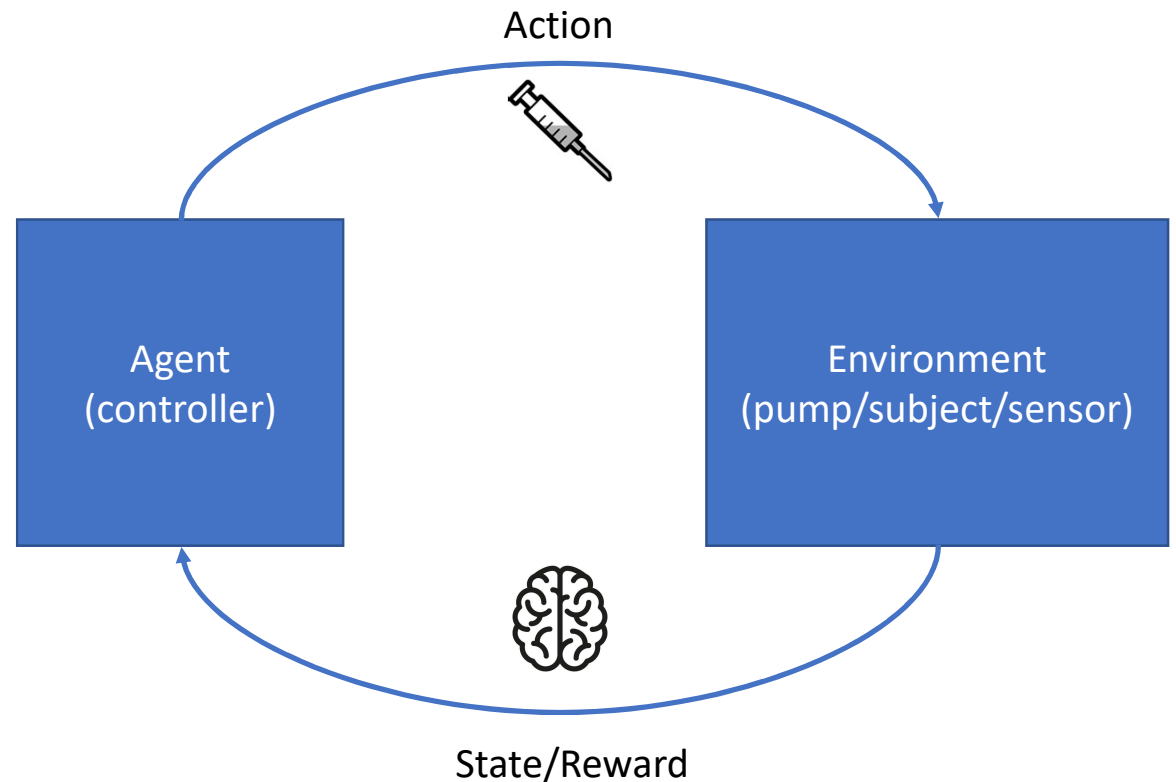 Action
Agent
(controller)
Environment
(pump/subject/sensor)
State/Reward